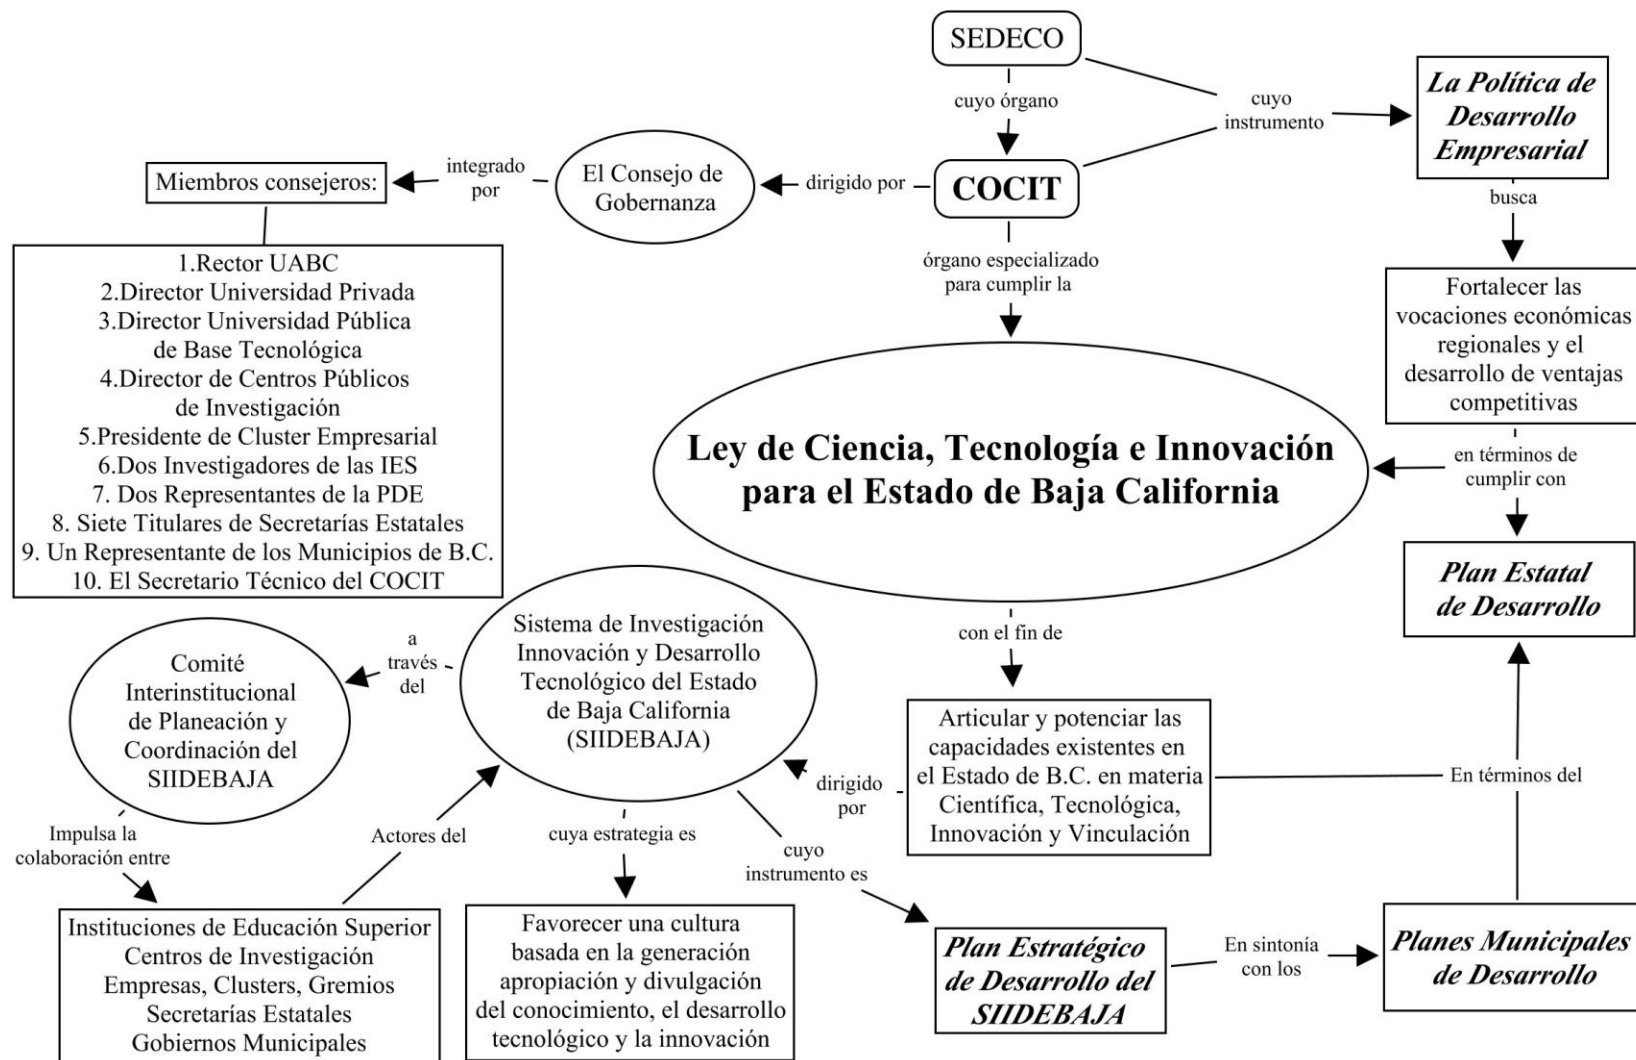 SEDECO
cuyo órgano
cuyo
instrumento
La Política de
Desarrollo
Empresarial
COCIT
dirigido por
El Consejo de
Gobernanza
integrado
por
Miembros consejeros:
1.Rector UABC
2.Director Universidad Privada
3.Director Universidad Pública
de Base Tecnológica
4.Director de Centros Públicos
de Investigación
5.Presidente de Cluster Empresarial
6.Dos Investigadores de las IES
7. Dos Representantes de la PDE
8. Siete Titulares de Secretarías Estatales
9. Un Representante de los Municipios de B.C.
10. El Secretario Técnico del COCIT
órgano especializado
para cumplir la
busca
Fortalecer las
vocaciones económicas
regionales y el
desarrollo de ventajas
competitivas
Ley de Ciencia, Tecnología e Innovación
para el Estado de Baja California
en términos de
cumplir con
Plan Estatal
de Desarrollo
con el fin de
Articular y potenciar las
capacidades existentes en
el Estado de B.C. en materia
Científica, Tecnológica,
Innovación y Vinculación
En términos del
dirigido
por
Sistema de Investigación
Innovación y Desarrollo
Tecnológico del Estado
de Baja California
(SIIDEBAJA)
a
través
del
Comité
Interinstitucional
de Planeación y
Coordinación del
SIIDEBAJA
Impulsa la
colaboración entre
Actores del
cuya estrategia es
cuyo
instrumento es
Instituciones de Educación Superior
Centros de Investigación
Empresas, Clusters, Gremios
Secretarías Estatales
Gobiernos Municipales
Favorecer una cultura
basada en la generación
apropiación y divulgación
del conocimiento, el desarrollo
tecnológico y la innovación
Plan Estratégico
de Desarrollo del
SIIDEBAJA
En sintonía
con los
Planes Municipales
de Desarrollo